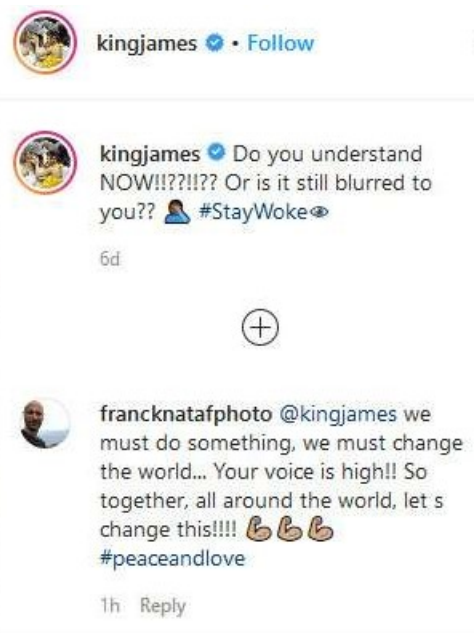 kingjames • Follow
kingjames Do you understand
NOW!!??!!?? Or is it still blurred to
you?? 🤦🏾‍♂️ #StayWoke👁
6d
francknatafphoto @kingjames we
must do something, we must change
the world... Your voice is high!! So
together, all around the world, let s
change this!!!! 💪🏼💪🏼💪🏼
#peaceandlove
1h Reply